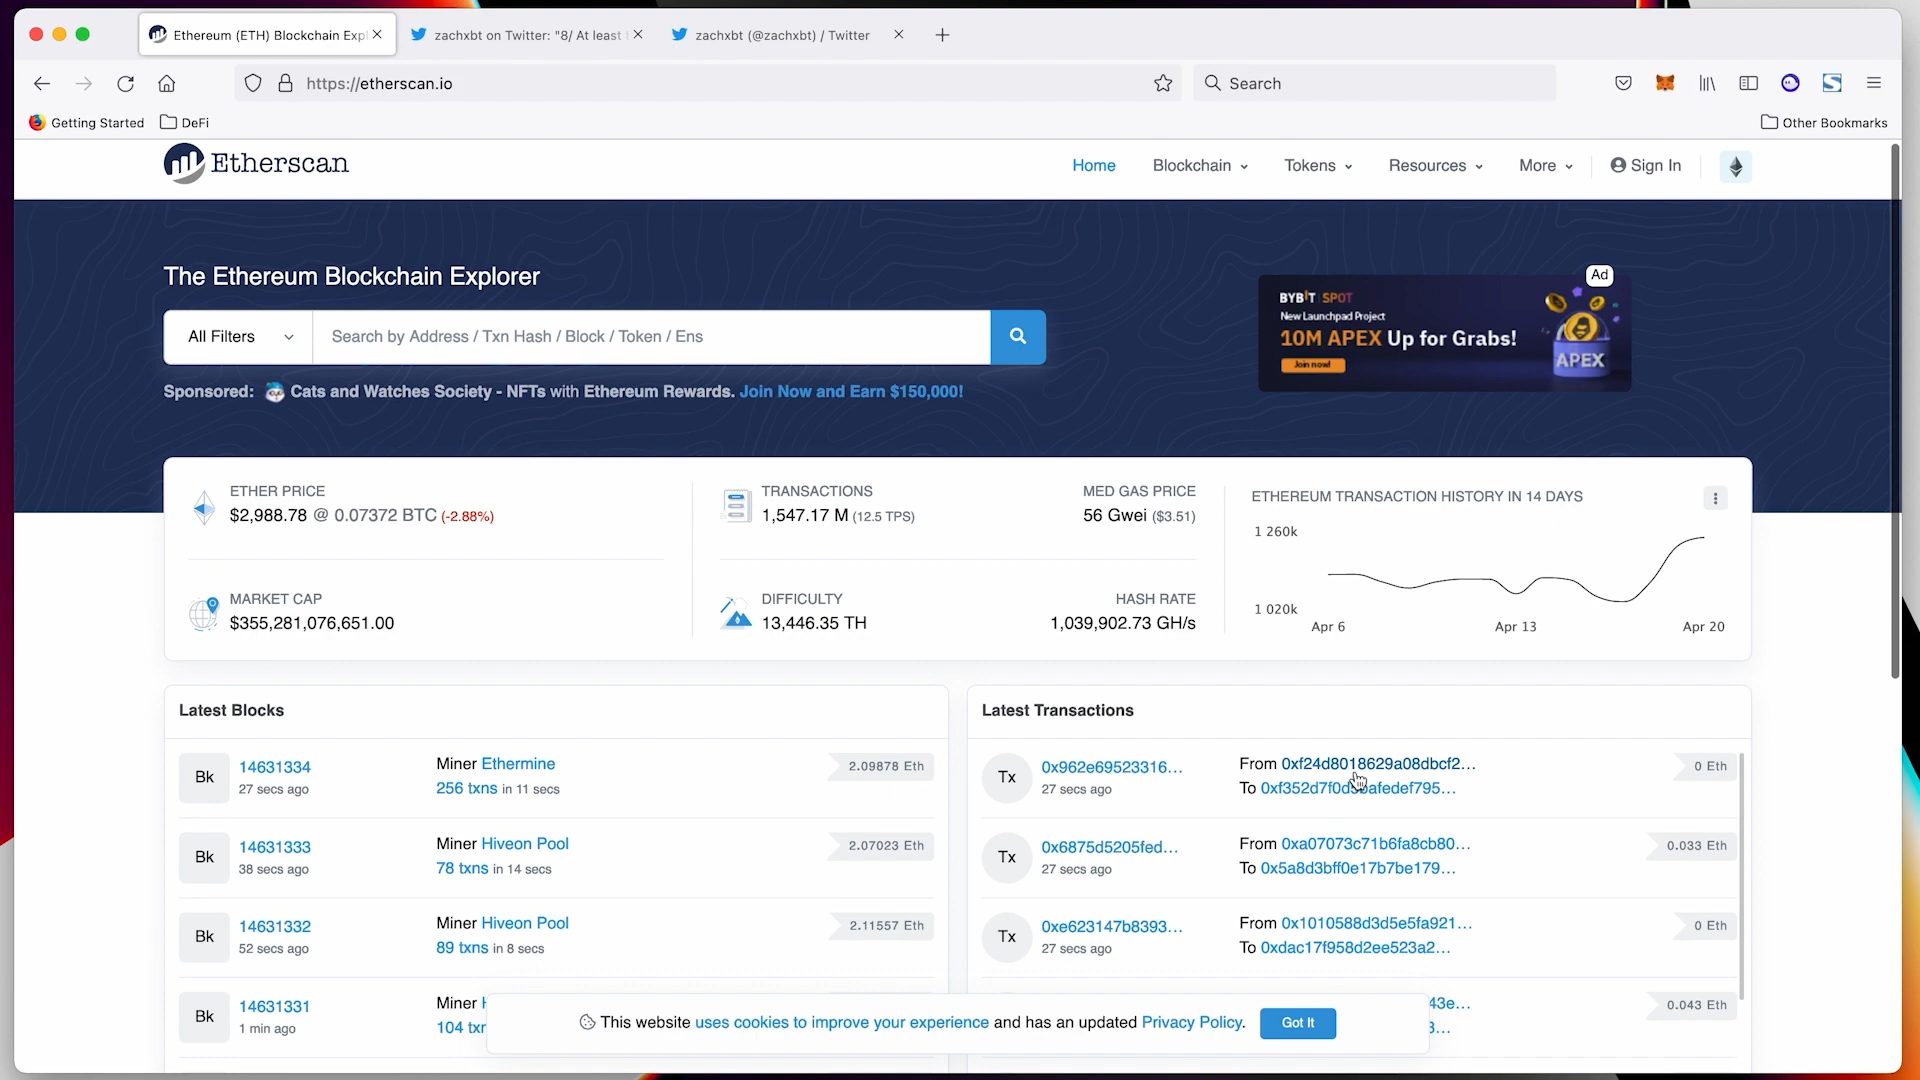 Ethereum (ETH) Blockchain Expl
zachxbt on Twitter: "8/ At least
zachxbt (@zachxbt) / Twitter
https://etherscan.io
Search
Getting Started
DeFi
Other Bookmarks
Etherscan
Home
Blockchain
Tokens
Resources
More
Sign In
The Ethereum Blockchain Explorer
All Filters
Search by Address / Txn Hash / Block / Token / Ens
Sponsored: Cats and Watches Society - NFTs with Ethereum Rewards. Join Now and Earn $150,000!
Ad
BYBIT | SPOT
New Launchpad Project
10M APEX Up for Grabs!
Join now!
APEX
ETHER PRICE
$2,988.78 @ 0.07372 BTC (-2.88%)
MARKET CAP
$355,281,076,651.00
TRANSACTIONS
1,547.17 M (12.5 TPS)
MED GAS PRICE
56 Gwei ($3.51)
DIFFICULTY
13,446.35 TH
HASH RATE
1,039,902.73 GH/s
ETHEREUM TRANSACTION HISTORY IN 14 DAYS
1 260k
1 020k
Apr 6
Apr 13
Apr 20
Latest Blocks
Bk
14631334
27 secs ago
Miner Ethermine
256 txns in 11 secs
2.09878 Eth
Bk
14631333
38 secs ago
Miner Hiveon Pool
78 txns in 14 secs
2.07023 Eth
Bk
14631332
52 secs ago
Miner Hiveon Pool
89 txns in 8 secs
2.11557 Eth
Bk
14631331
1 min ago
Miner
104 txn
Latest Transactions
Tx
0x962e69523316...
27 secs ago
From 0xf24d8018629a08dbcf2...
To
0 Eth
Tx
0x6875d5205fed...
27 secs ago
From 0xa07073c71b6fa8cb80...
To 0x5a8d3bff0e17b7be179...
0.033 Eth
Tx
0xe623147b8393...
27 secs ago
From 0x1010588d3d5e5fa921...
To 0xdac17f958d2ee523a2...
0 Eth
43e...
0.043 Eth
This website uses cookies to improve your experience and has an updated Privacy Policy.
Got It